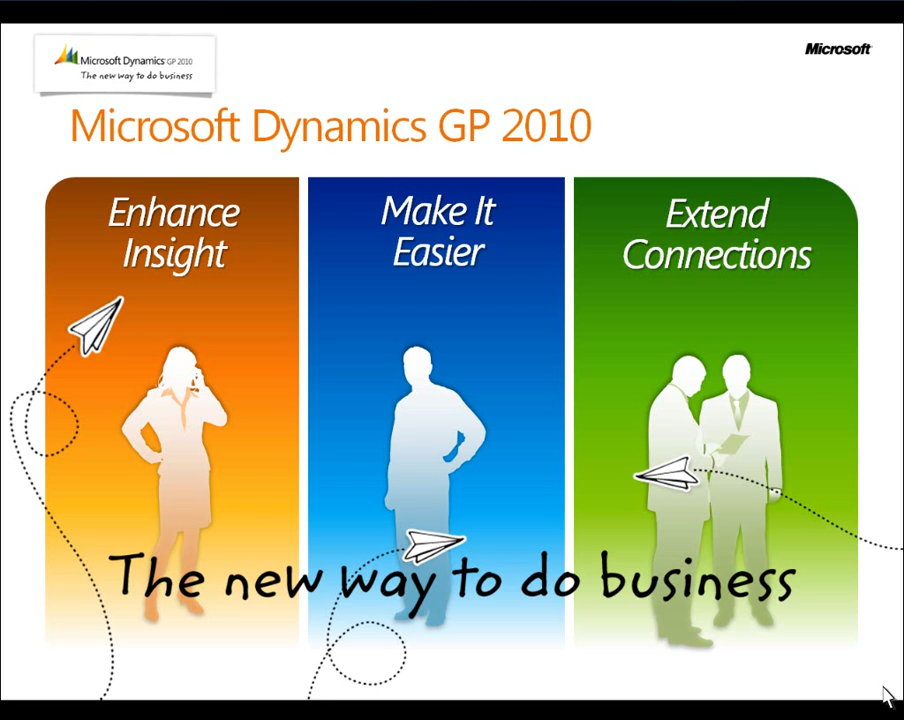 Microsoft Dynamics GP 2010
The new way to do business
Microsoft
Microsoft Dynamics GP 2010
Enhance
Insight
Make It
Easier
Extend
Connections
The new way to do business